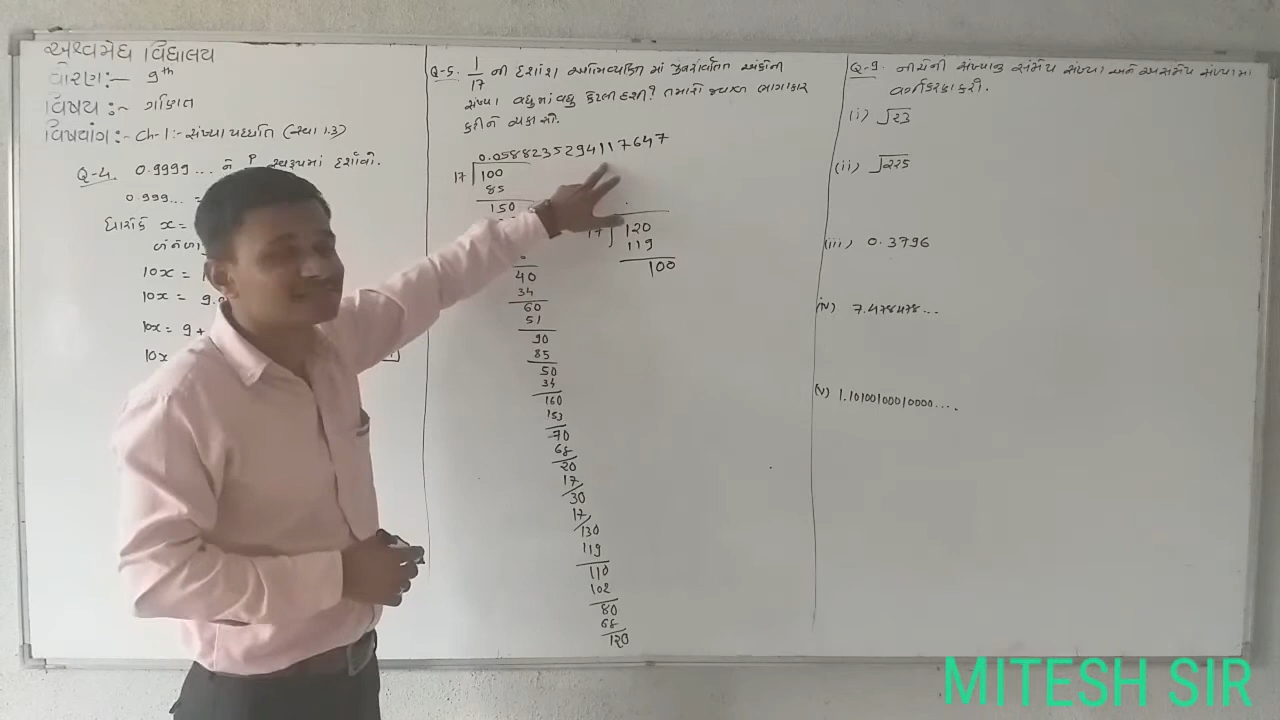 અશ્વમેઘ વિદ્યાલય
ધોરણ:- 9th
વિષય:- ગણિત
વિષયાંગ:- Ch-1:- સંખ્યા પદ્ધતિ (સ્વા 1.3)
Q-4. 0.9999... ને P સ્વરૂપમાં દર્શાવો.
0.999... =
ધારોકે x =
10x =
10x = 9.
10x = 9 +
10x
Q-5. 1/17 ની દશાંશ અભિવ્યક્તિ માં પુનરાવર્તિત અંકોની
સંખ્યા વધુમાં વધુ કેટલી હશે? તમારો જવાબ ભાગાકાર
કરીને ચકાસો.
0.0588235294117647
17 100
85
150
40
34
60
51
90
85
50
34
160
153
70
68
20
17
30
17
130
119
110
102
80
68
120
17 120
119
100
Q-9. નીચેની સંખ્યાનું સંમેય સંખ્યા અને અસંમેય સંખ્યામાં
વર્ગીકરણ કરો.
(i) √23
(ii) √225
(iii) 0.3796
(iv) 7.478478...
(v) 1.10100100010000....
MITESH SIR